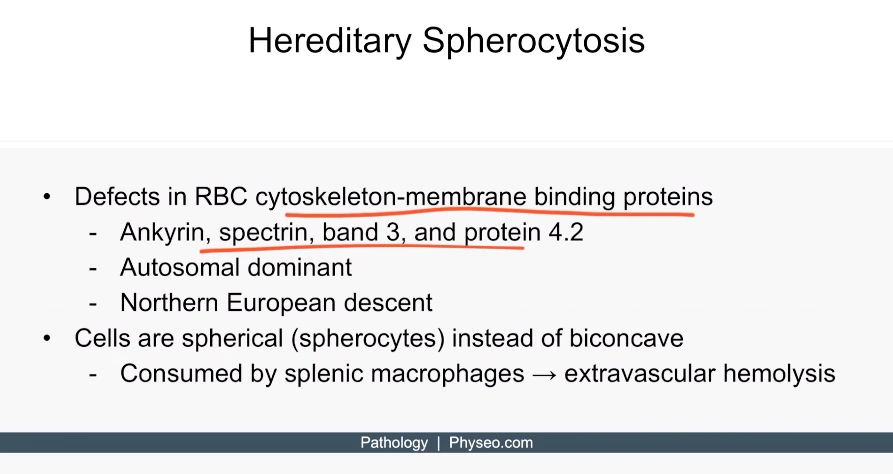 Hereditary Spherocytosis
• Defects in RBC cytoskeleton-membrane binding proteins
- Ankyrin, spectrin, band 3, and protein 4.2
- Autosomal dominant
- Northern European descent
• Cells are spherical (spherocytes) instead of biconcave
- Consumed by splenic macrophages → extravascular hemolysis
Pathology | Physeo.com